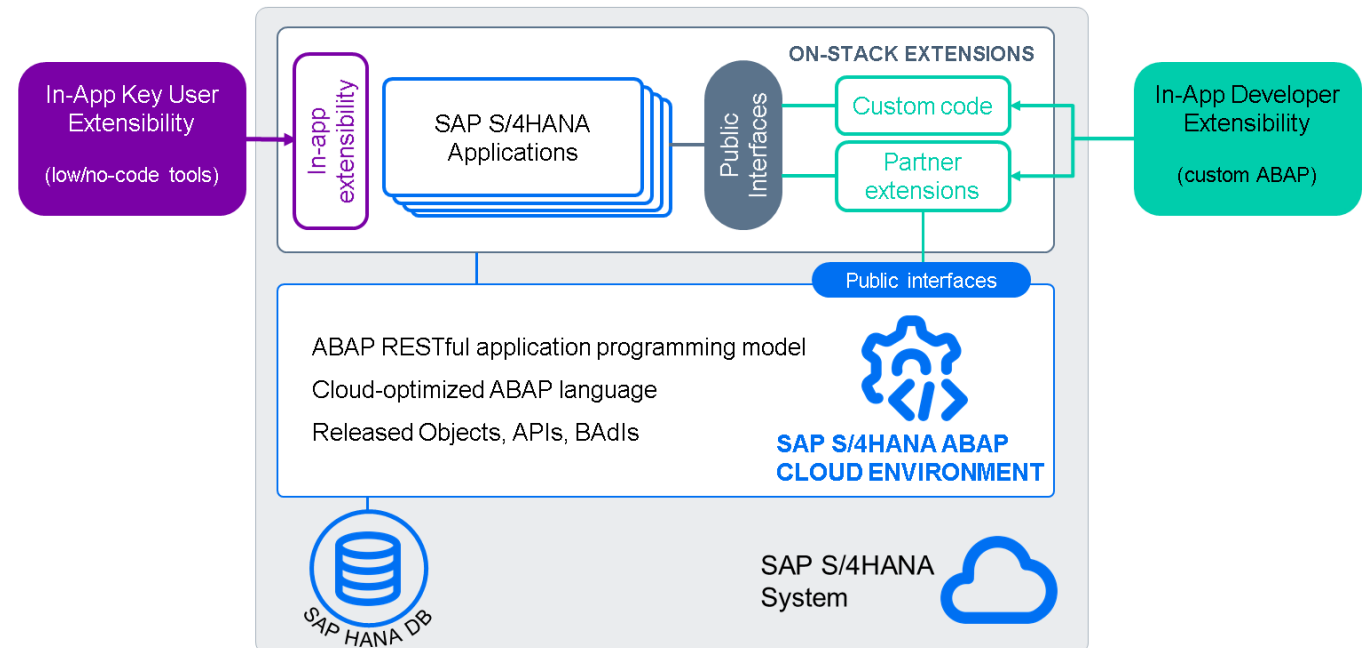 ON-STACK EXTENSIONS
In-App Key User
Extensibility
(low/no-code tools)
In-app
extensibility
SAP S/4HANA
Applications
Public
Interfaces
Custom code
Partner
extensions
In-App Developer
Extensibility
(custom ABAP)
Public interfaces
ABAP RESTful application programming model
Cloud-optimized ABAP language
Released Objects, APIs, BAdIs
SAP S/4HANA ABAP
CLOUD ENVIRONMENT
SAP HANA DB
SAP S/4HANA
System